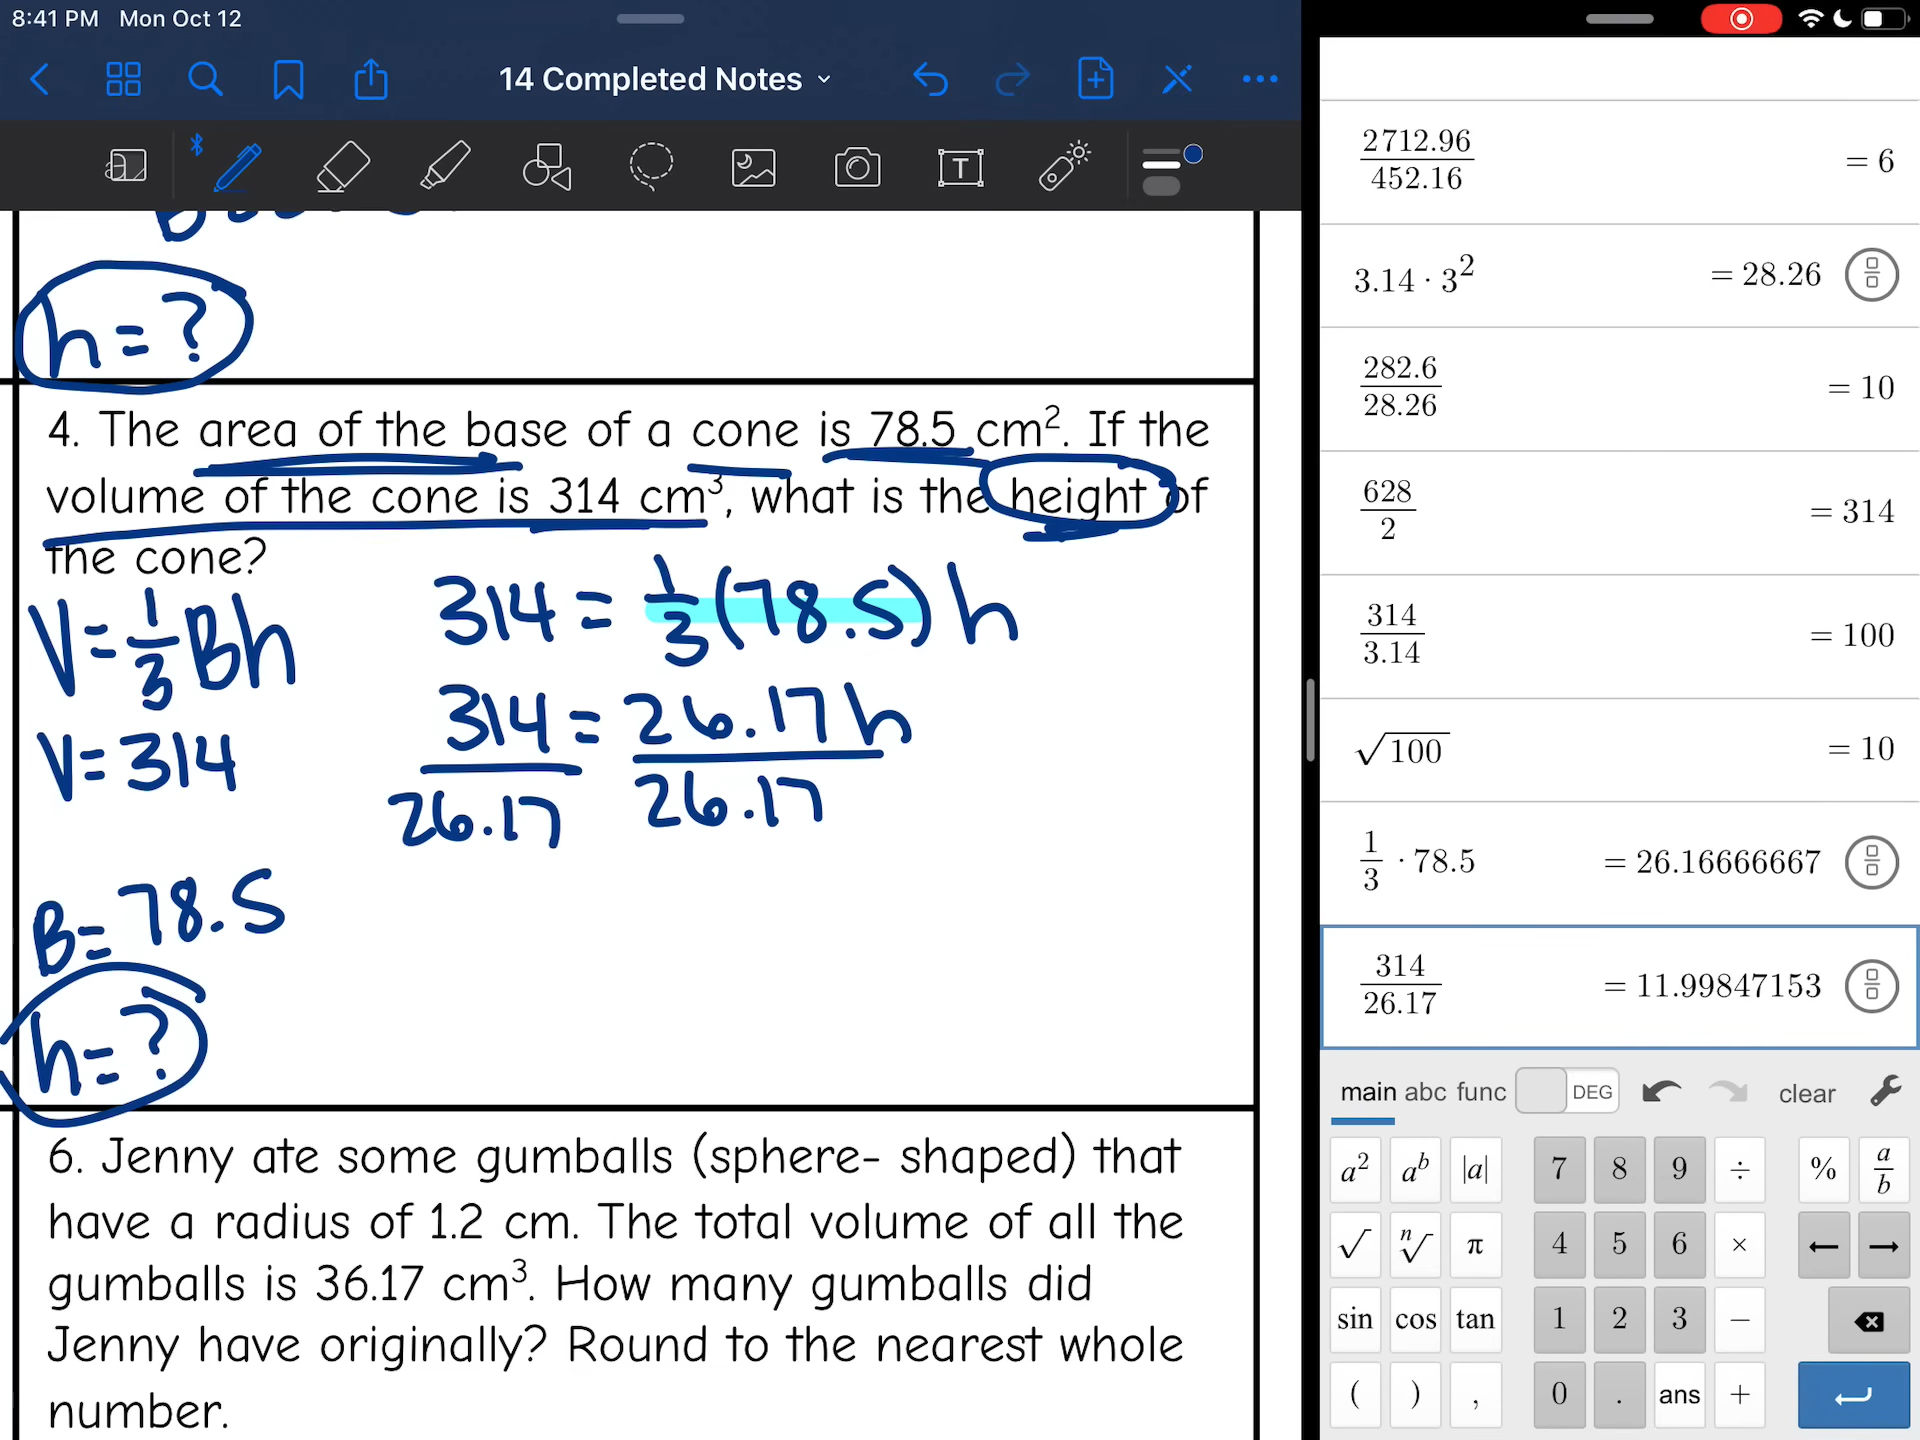 8:41 PM Mon Oct 12
14 Completed Notes
h = ?
4. The area of the base of a cone is 78.5 cm². If the
volume of the cone is 314 cm³, what is the height of
the cone?
V = 1/3 Bh
V = 314
B = 78.5
h = ?
314 = 1/3 (78.5) h
314 = 26.17 h
26.17 26.17
6. Jenny ate some gumballs (sphere- shaped) that
have a radius of 1.2 cm. The total volume of all the
gumballs is 36.17 cm³. How many gumballs did
Jenny have originally? Round to the nearest whole
number.
2712.96/452.16 = 6
3.14 · 3² = 28.26
282.6/28.26 = 10
628/2 = 314
314/3.14 = 100
√100 = 10
1/3 · 78.5 = 26.16666667
314/26.17 = 11.99847153
main abc func DEG clear
a² aᵇ |a| 7 8 9 ÷ % a/b
√ ⁿ√ π 4 5 6 × ← →
sin cos tan 1 2 3 −
( ) , 0 . ans +